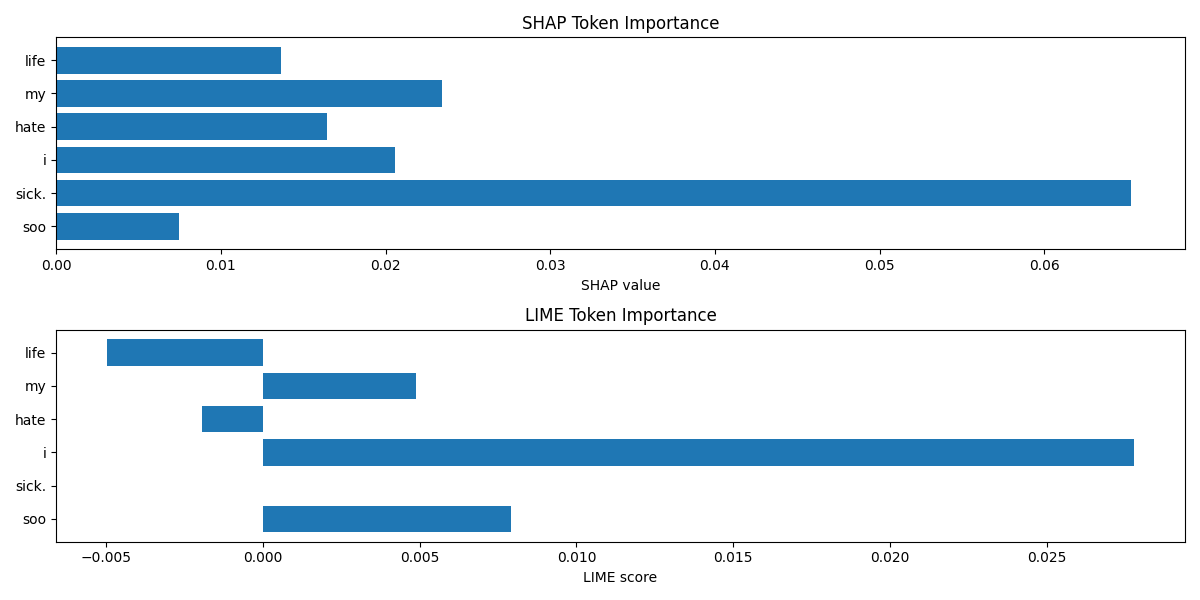 SHAP Token Importance
life
my
hate
i
sick.
soo
0.00 0.01 0.02 0.03 0.04 0.05 0.06
SHAP value
LIME Token Importance
life
my
hate
i
sick.
soo
−0.005 0.000 0.005 0.010 0.015 0.020 0.025
LIME score